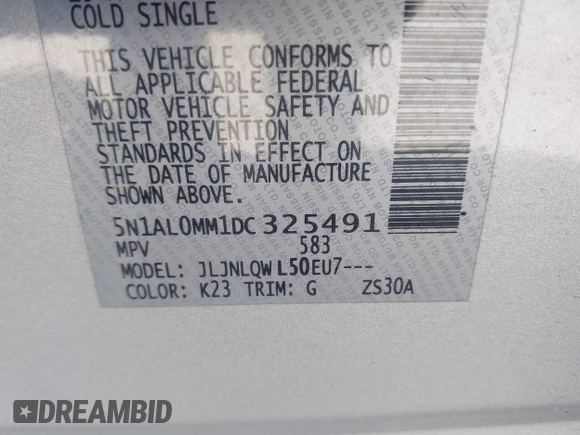 COLD SINGLE
THIS VEHICLE CONFORMS TO
ALL APPLICABLE FEDERAL
MOTOR VEHICLE SAFETY AND
THEFT PREVENTION
STANDARDS IN EFFECT ON
THE DATE OF MANUFACTURE
SHOWN ABOVE.
5N1AL0MM1DC325491
MPV 583
MODEL: JLJNLQWL50EU7---
COLOR: K23 TRIM: G ZS30A
DREAMBID